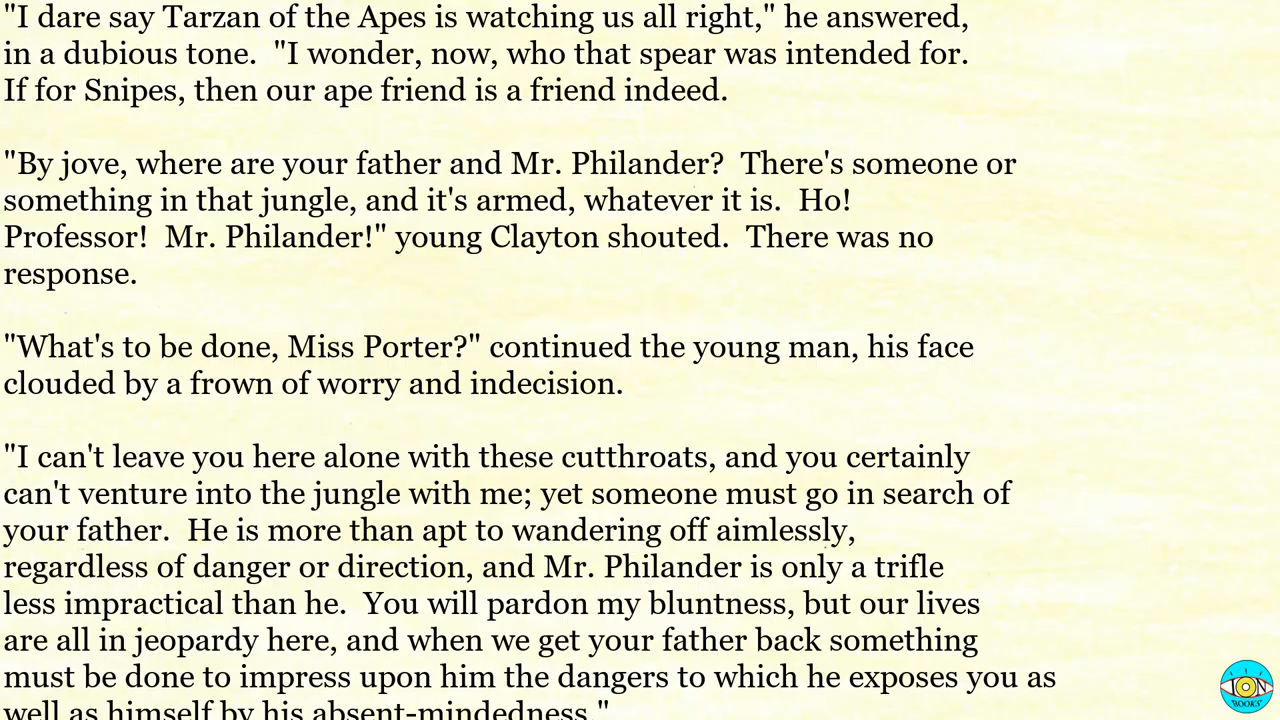 "I dare say Tarzan of the Apes is watching us all right," he answered,
in a dubious tone.  "I wonder, now, who that spear was intended for.
If for Snipes, then our ape friend is a friend indeed.
"By jove, where are your father and Mr. Philander?  There's someone or
something in that jungle, and it's armed, whatever it is.  Ho!
Professor!  Mr. Philander!" young Clayton shouted.  There was no
response.
"What's to be done, Miss Porter?" continued the young man, his face
clouded by a frown of worry and indecision.
"I can't leave you here alone with these cutthroats, and you certainly
can't venture into the jungle with me; yet someone must go in search of
your father.  He is more than apt to wandering off aimlessly,
regardless of danger or direction, and Mr. Philander is only a trifle
less impractical than he.  You will pardon my bluntness, but our lives
are all in jeopardy here, and when we get your father back something
must be done to impress upon him the dangers to which he exposes you as
well as himself by his absent-mindedness."
ION
BOOKS